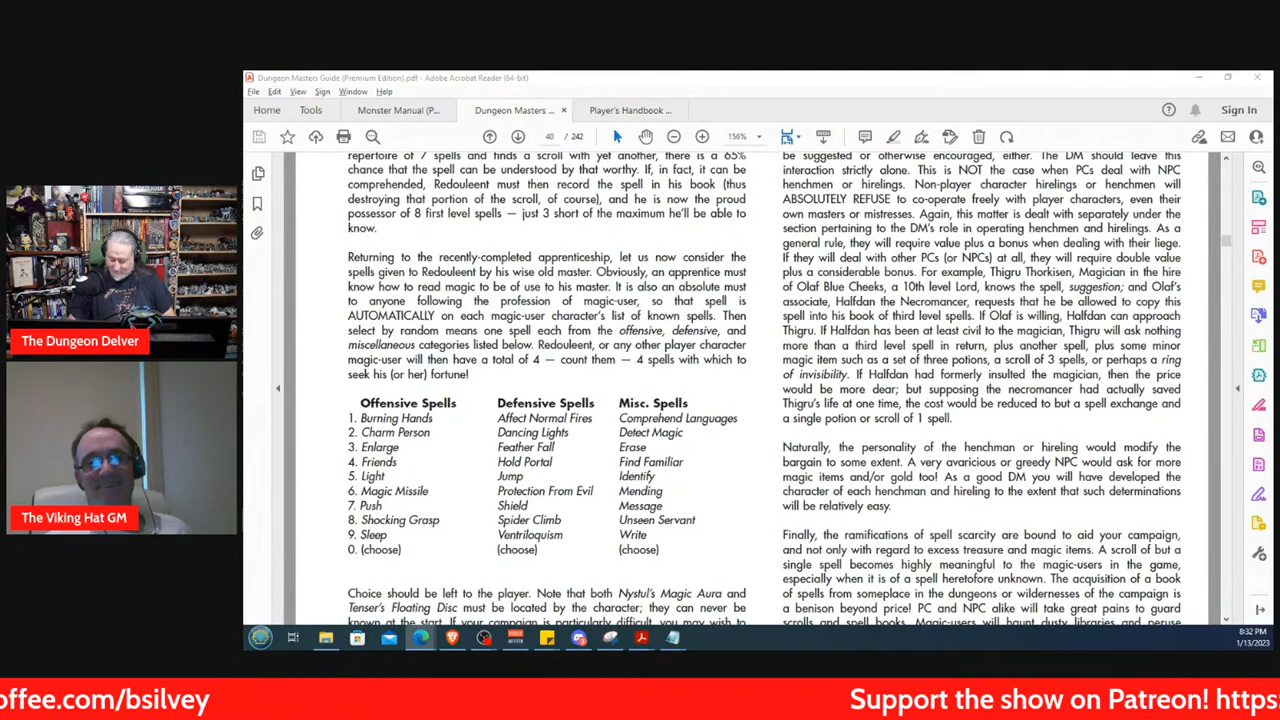 Dungeon Masters Guide (Premium Edition).pdf - Adobe Acrobat Reader (64-bit)
File Edit View Sign Window Help
Home Tools Monster Manual (P... Dungeon Masters ... × Player's Handbook ... Sign In
40 / 242 156%
repertoire of 7 spells and finds a scroll with yet another, there is a 65%
chance that the spell can be understood by that worthy. If, in fact, it can be
comprehended, Redouleent must then record the spell in his book (thus
destroying that portion of the scroll, of course), and he is now the proud
possessor of 8 first level spells — just 3 short of the maximum he'll be able to
know.
Returning to the recently-completed apprenticeship, let us now consider the
spells given to Redouleent by his wise old master. Obviously, an apprentice must
know how to read magic to be of use to his master. It is also an absolute must
to anyone following the profession of magic-user, so that spell is
AUTOMATICALLY on each magic-user character's list of known spells. Then
select by random means one spell each from the offensive, defensive, and
miscellaneous categories listed below. Redouleent, or any other player character
magic-user will then have a total of 4 — count them — 4 spells with which to
seek his (or her) fortune!
Offensive Spells Defensive Spells Misc. Spells
1. Burning Hands Affect Normal Fires Comprehend Languages
2. Charm Person Dancing Lights Detect Magic
3. Enlarge Feather Fall Erase
4. Friends Hold Portal Find Familiar
5. Light Jump Identify
6. Magic Missile Protection From Evil Mending
7. Push Shield Message
8. Shocking Grasp Spider Climb Unseen Servant
9. Sleep Ventriloquism Write
0. (choose) (choose) (choose)
Choice should be left to the player. Note that both Nystul's Magic Aura and
Tenser's Floating Disc must be located by the character; they can never be
known at the start. If your campaign is particularly difficult, you may wish to
be suggested or otherwise encouraged, either. The DM should leave this
interaction strictly alone. This is NOT the case when PCs deal with NPC
henchmen or hirelings. Non-player character hirelings or henchmen will
ABSOLUTELY REFUSE to co-operate freely with player characters, even their
own masters or mistresses. Again, this matter is dealt with separately under the
section pertaining to the DM's role in operating henchmen and hirelings. As a
general rule, they will require value plus a bonus when dealing with their liege.
If they will deal with other PCs (or NPCs) at all, they will require double value
plus a considerable bonus. For example, Thigru Thorkisen, Magician in the hire
of Olaf Blue Cheeks, a 10th level Lord, knows the spell, suggestion; and Olaf's
associate, Halfdan the Necromancer, requests that he be allowed to copy this
spell into his book of third level spells. If Olaf is willing, Halfdan can approach
Thigru. If Halfdan has been at least civil to the magician, Thigru will ask nothing
more than a third level spell in return, plus another spell, plus some minor
magic item such as a set of three potions, a scroll of 3 spells, or perhaps a ring
of invisibility. If Halfdan had formerly insulted the magician, then the price
would be more dear; but supposing the necromancer had actually saved
Thigru's life at one time, the cost would be reduced to but a spell exchange and
a single potion or scroll of 1 spell.
Naturally, the personality of the henchman or hireling would modify the
bargain to some extent. A very avaricious or greedy NPC would ask for more
magic items and/or gold too! As a good DM you will have developed the
character of each henchman and hireling to the extent that such determinations
will be relatively easy.
Finally, the ramifications of spell scarcity are bound to aid your campaign,
and not only with regard to excess treasure and magic items. A scroll of but a
single spell becomes highly meaningful to the magic-users in the game,
especially when it is of a spell heretofore unknown. The acquisition of a book
of spells from someplace in the dungeons or wildernesses of the campaign is
a benison beyond price! PC and NPC alike will take great pains to guard
scrolls and spell books. Magic-users will haunt dusty libraries and peruse
The Dungeon Delver
The Viking Hat GM
8:32 PM
1/13/2023
offee.com/bsilvey Support the show on Patreon! https: